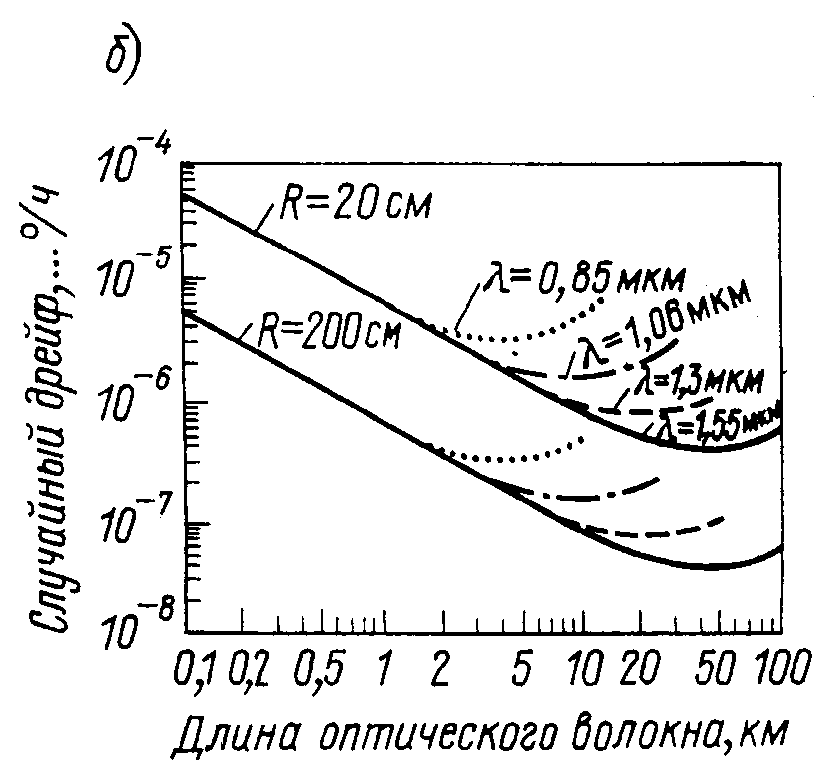 б)
10⁻⁴
10⁻⁵
10⁻⁶
10⁻⁷
10⁻⁸
Случайный дрейф,...°/ч
R=20 см
R=200 см
λ=0,85 мкм
λ=1,06 мкм
λ=1,3 мкм
λ=1,55 мкм
0,1 0,2 0,5 1 2 5 10 20 50 100
Длина оптического волокна, км